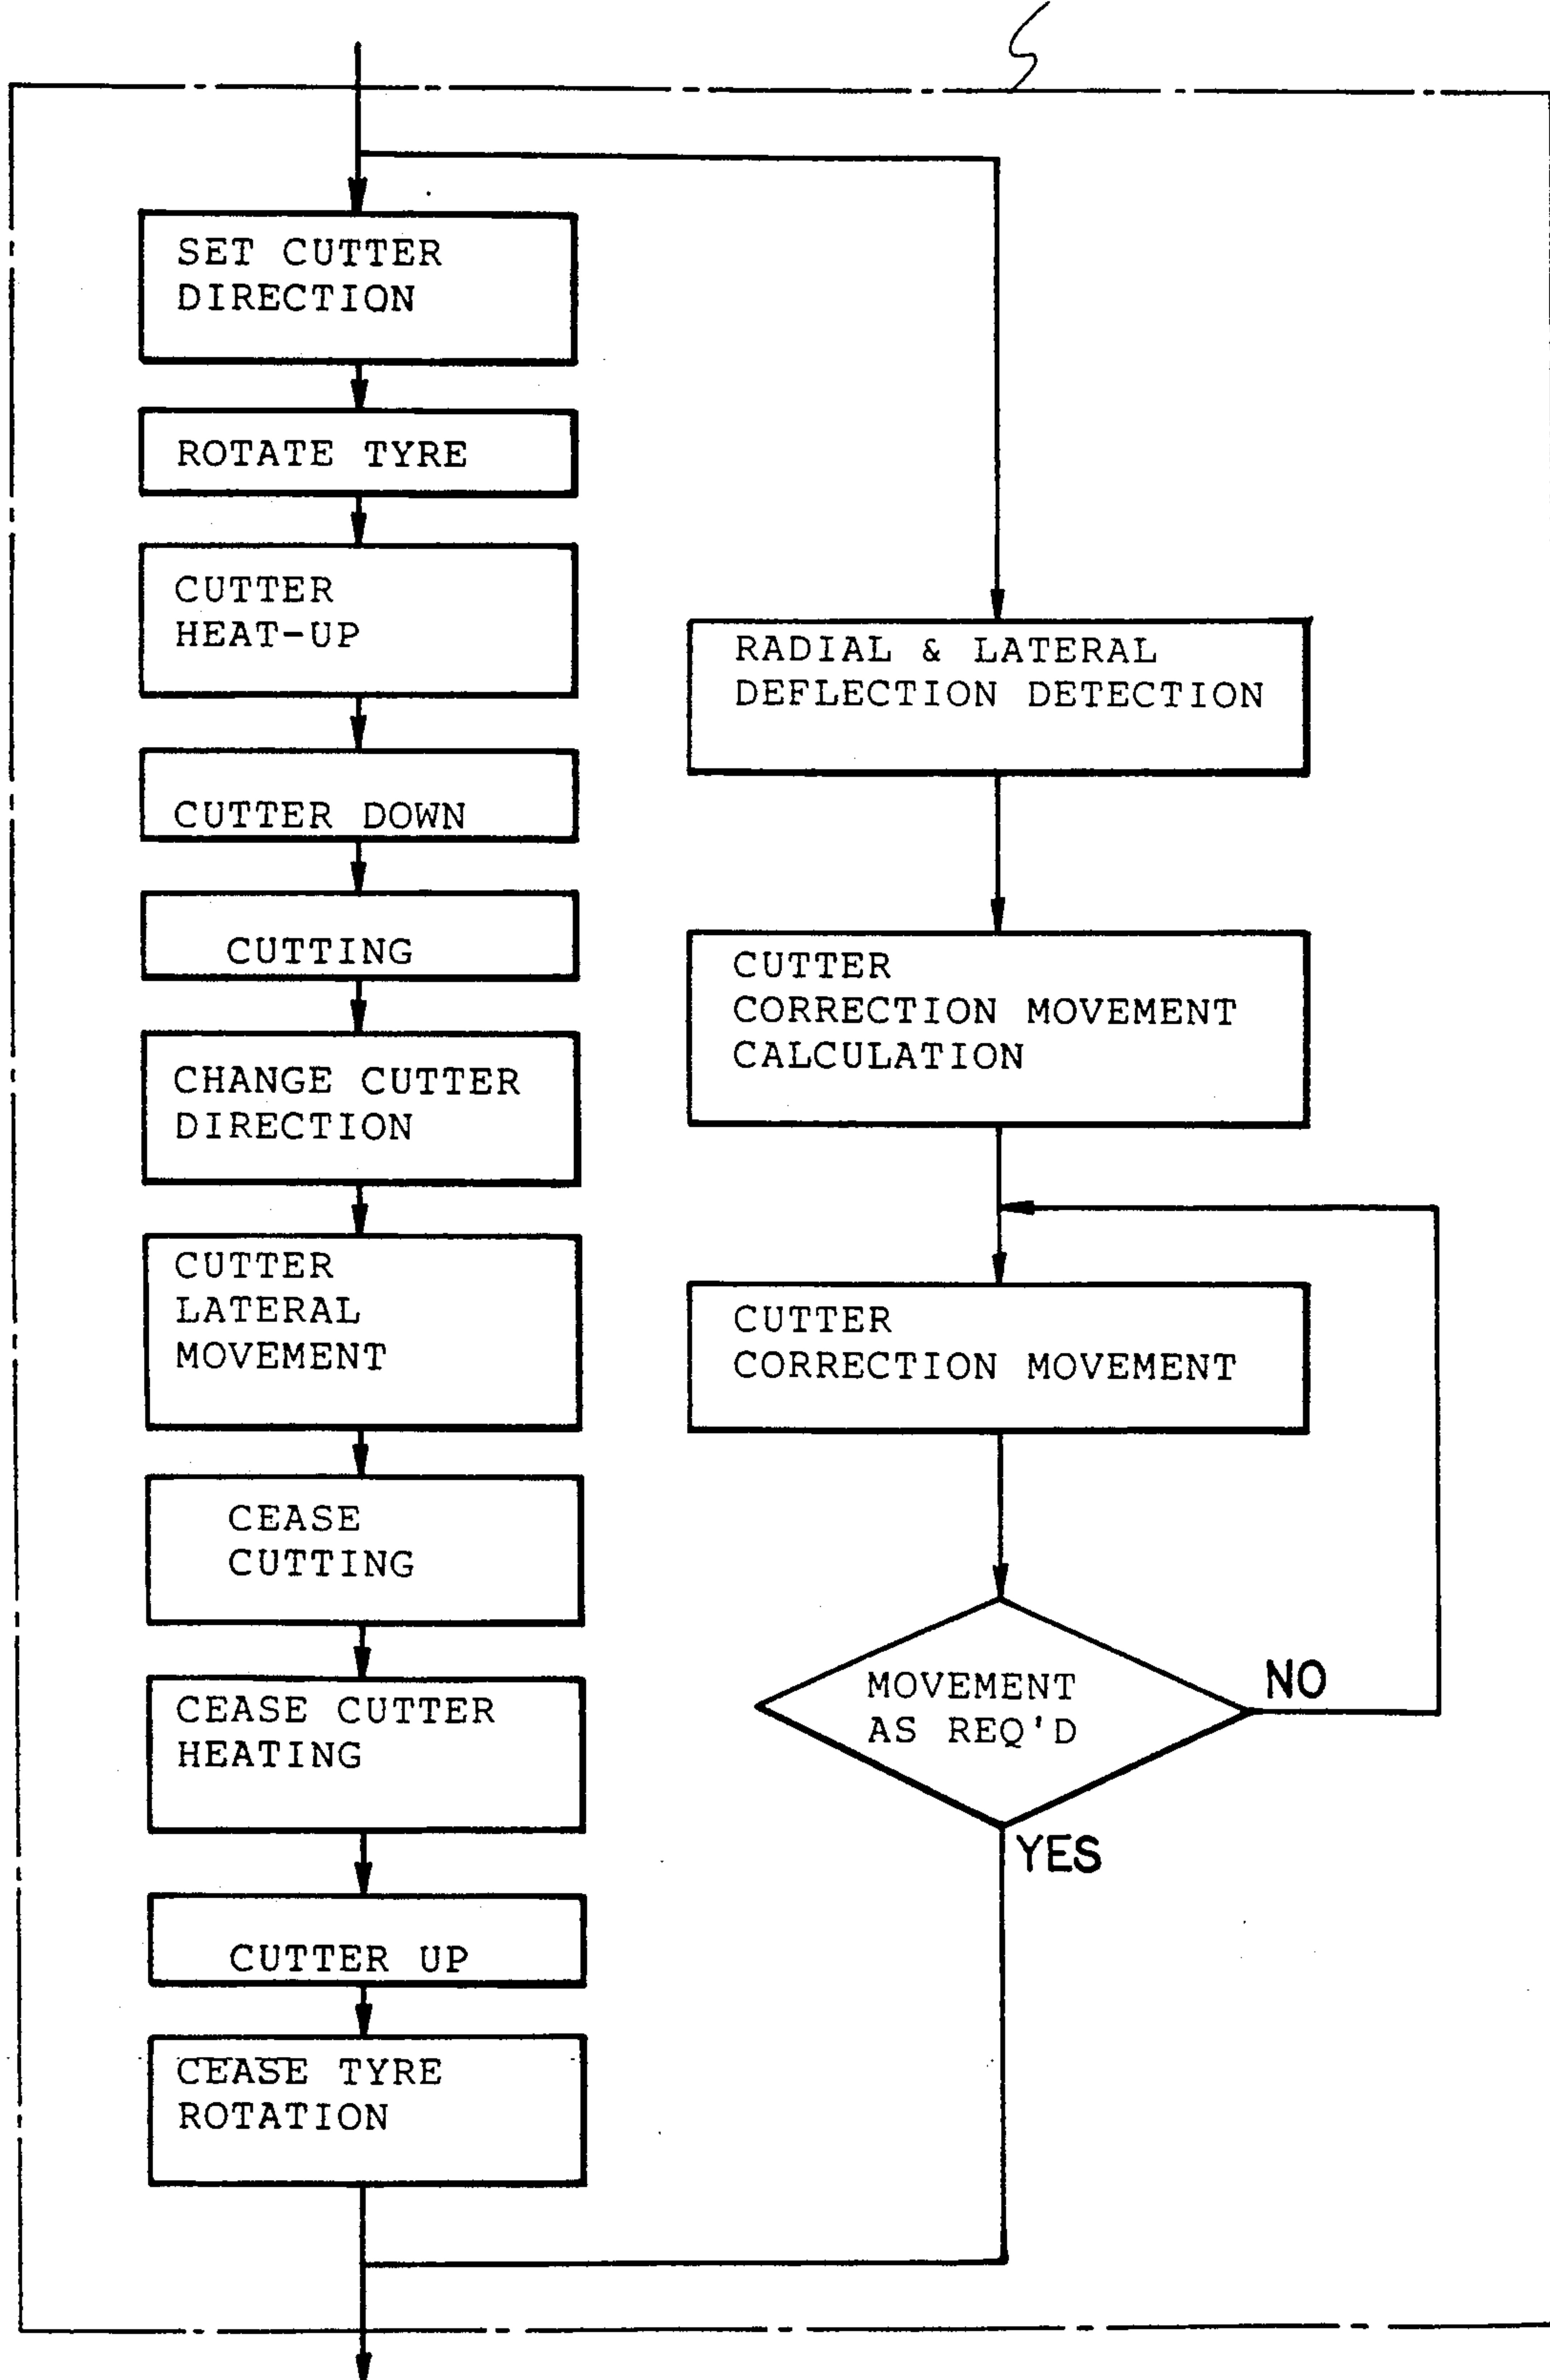 SET CUTTER
DIRECTION
ROTATE TYRE
CUTTER
HEAT-UP
CUTTER DOWN
CUTTING
CHANGE CUTTER
DIRECTION
CUTTER
LATERAL
MOVEMENT
CEASE
CUTTING
CEASE CUTTER
HEATING
CUTTER UP
CEASE TYRE
ROTATION
RADIAL & LATERAL
DEFLECTION DETECTION
CUTTER
CORRECTION MOVEMENT
CALCULATION
CUTTER
CORRECTION MOVEMENT
MOVEMENT
AS REQ'D
NO
YES